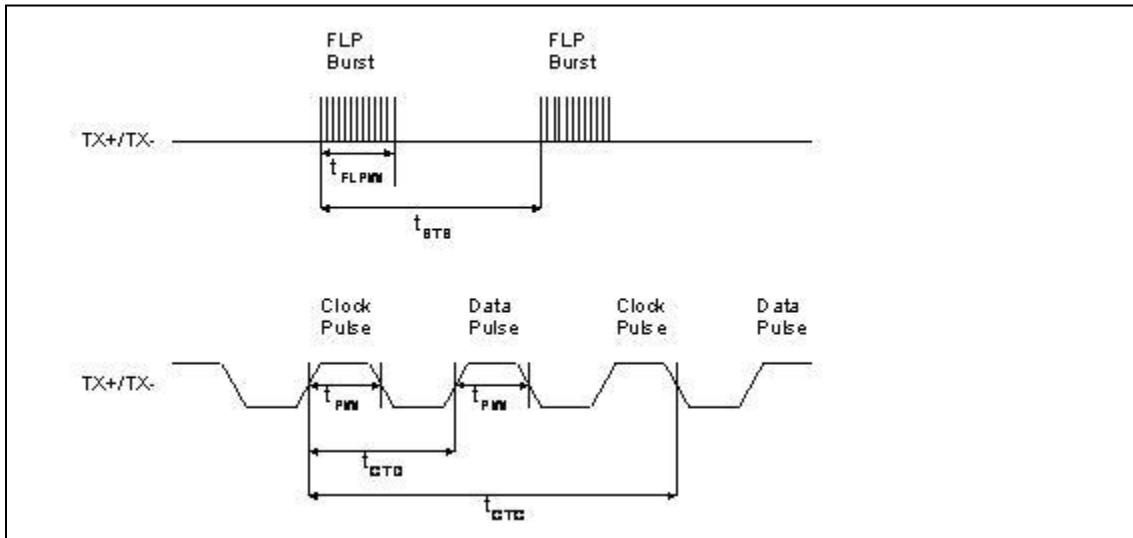 FLP
Burst
FLP
Burst
TX+/TX-
t FLPW
t BTB
Clock
Pulse
Data
Pulse
Clock
Pulse
Data
Pulse
TX+/TX-
t PW
t PW
t CTD
t CTC